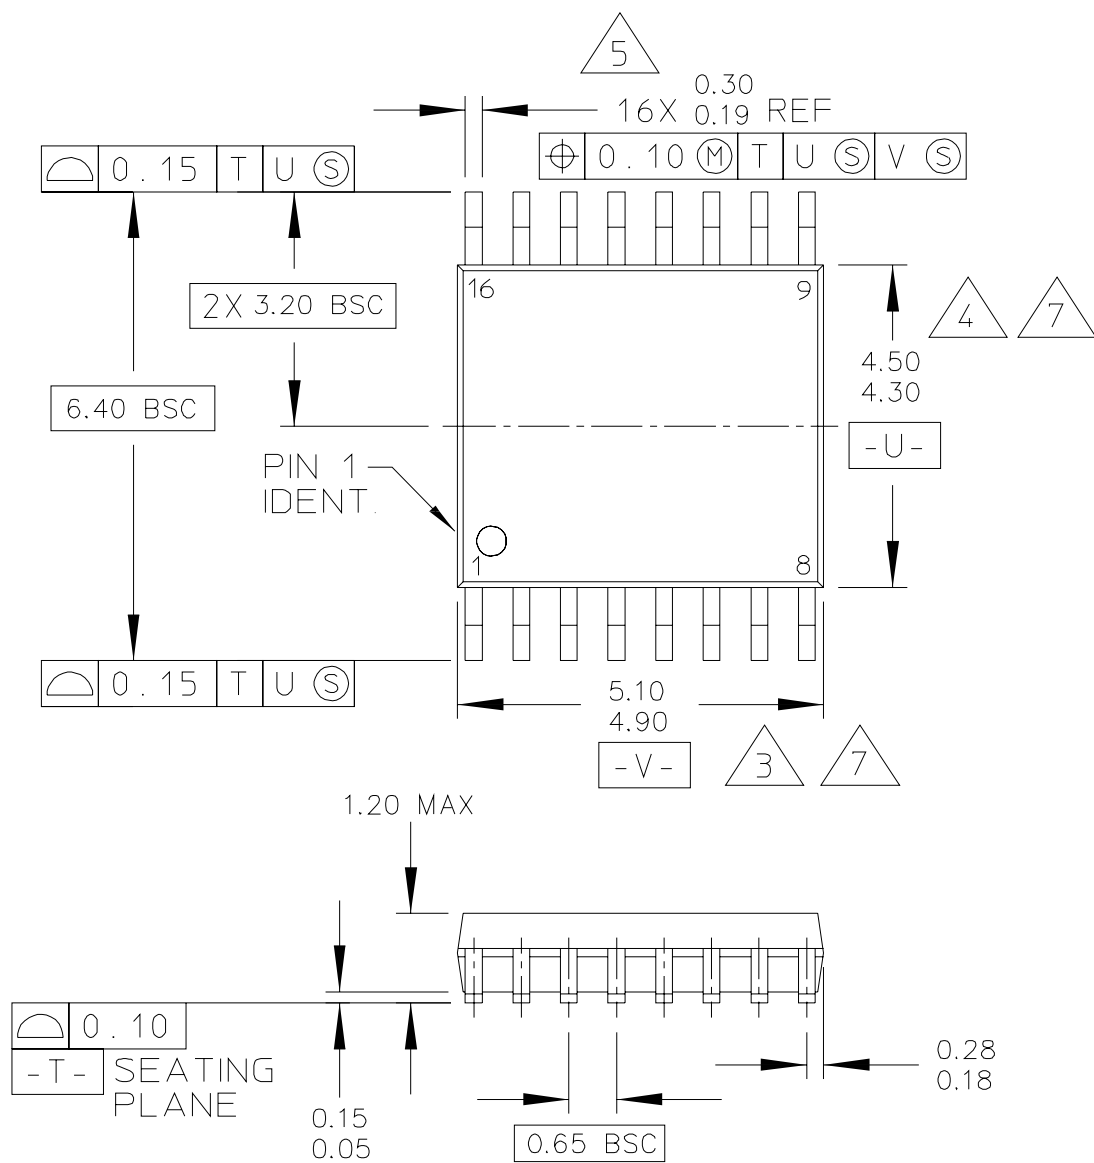 5
0.30
16X 0.19 REF
0.10 Ⓜ T U Ⓢ V Ⓢ
0.15 T U Ⓢ
16
9
2X 3.20 BSC
4 7
4.50
4.30
6.40 BSC
-U-
PIN 1
IDENT.
1
8
0.15 T U Ⓢ
5.10
4.90
-V- 3 7
1.20 MAX
0.10
-T- SEATING
PLANE
0.15
0.05
0.65 BSC
0.28
0.18